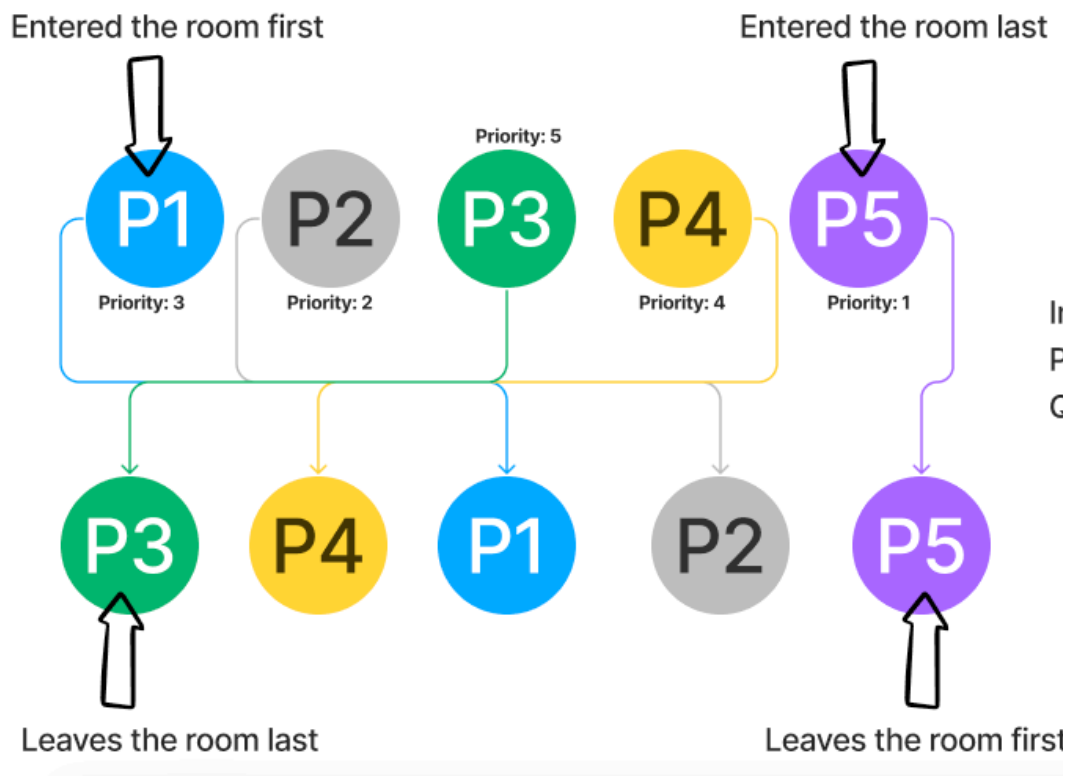 Entered the room first
Entered the room last
Priority: 5
P1
P2
P3
P4
P5
Priority: 3
Priority: 2
Priority: 4
Priority: 1
P3
P4
P1
P2
P5
Leaves the room last
Leaves the room first